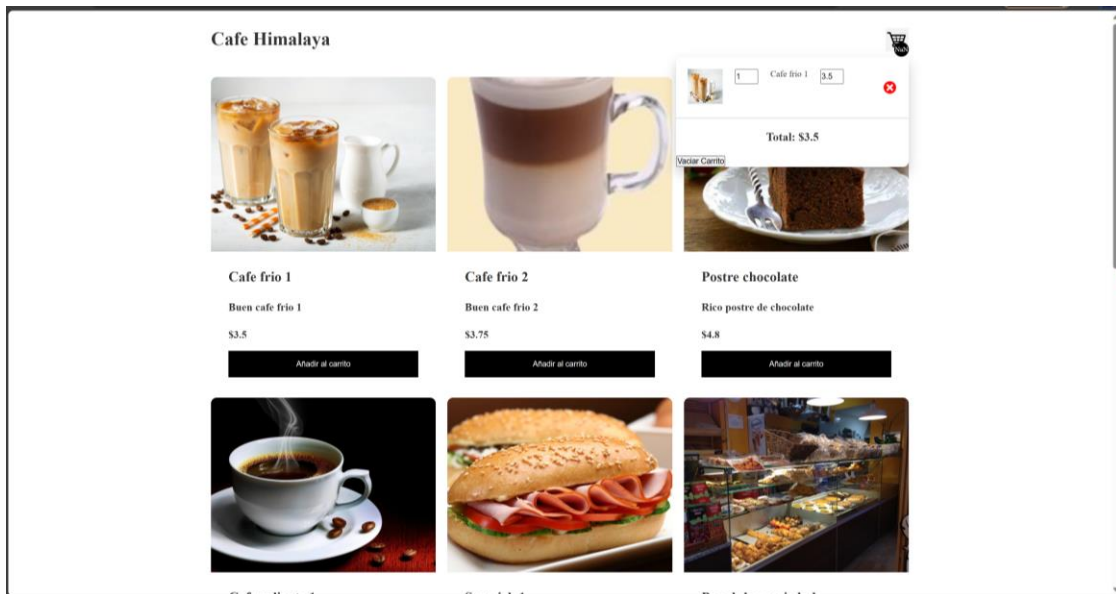 Cafe Himalaya
NaN
1 Cafe frio 1 3.5
Total: $3.5
Vaciar Carrito
Cafe frio 1
Buen cafe frio 1
$3.5
Añadir al carrito
Cafe frio 2
Buen cafe frio 2
$3.75
Añadir al carrito
Postre chocolate
Rico postre de chocolate
$4.8
Añadir al carrito